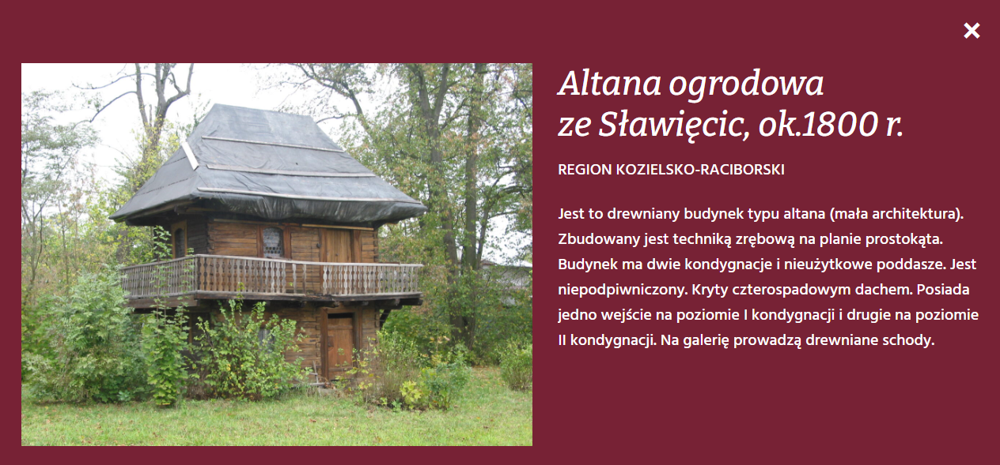 Altana ogrodowa
ze Sławięcic, ok.1800 r.
REGION KOZIELSKO-RACIBORSKI
Jest to drewniany budynek typu altana (mała architektura).
Zbudowany jest techniką zrębową na planie prostokąta.
Budynek ma dwie kondygnacje i nieużytkowe poddasze. Jest
niepodpiwniczony. Kryty czterospadowym dachem. Posiada
jedno wejście na poziomie I kondygnacji i drugie na poziomie
II kondygnacji. Na galerię prowadzą drewniane schody.